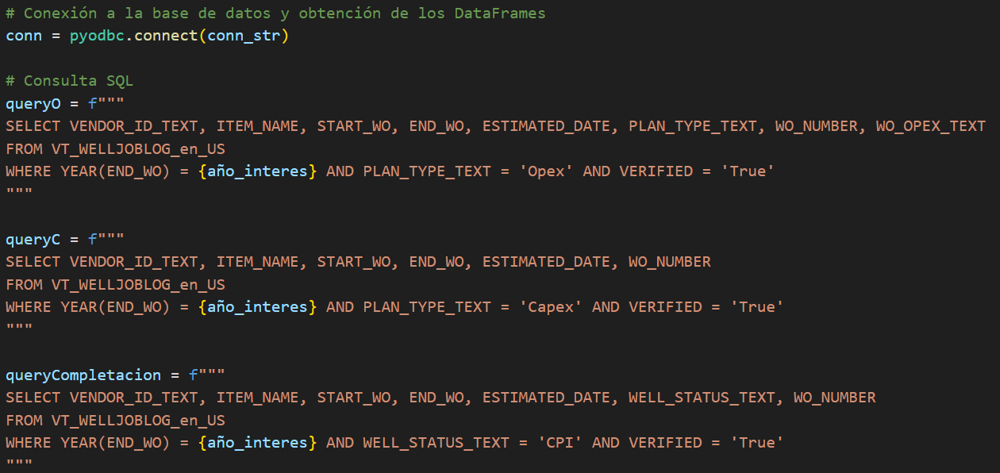 # Conexión a la base de datos y obtención de los DataFrames
conn = pyodbc.connect(conn_str)
# Consulta SQL
queryO = f"""
SELECT VENDOR_ID_TEXT, ITEM_NAME, START_WO, END_WO, ESTIMATED_DATE, PLAN_TYPE_TEXT, WO_NUMBER, WO_OPEX_TEXT
FROM VT_WELLJOBLOG_en_US
WHERE YEAR(END_WO) = {año_interes} AND PLAN_TYPE_TEXT = 'Opex' AND VERIFIED = 'True'
"""
queryC = f"""
SELECT VENDOR_ID_TEXT, ITEM_NAME, START_WO, END_WO, ESTIMATED_DATE, WO_NUMBER
FROM VT_WELLJOBLOG_en_US
WHERE YEAR(END_WO) = {año_interes} AND PLAN_TYPE_TEXT = 'Capex' AND VERIFIED = 'True'
"""
queryCompletacion = f"""
SELECT VENDOR_ID_TEXT, ITEM_NAME, START_WO, END_WO, ESTIMATED_DATE, WELL_STATUS_TEXT, WO_NUMBER
FROM VT_WELLJOBLOG_en_US
WHERE YEAR(END_WO) = {año_interes} AND WELL_STATUS_TEXT = 'CPI' AND VERIFIED = 'True'
"""